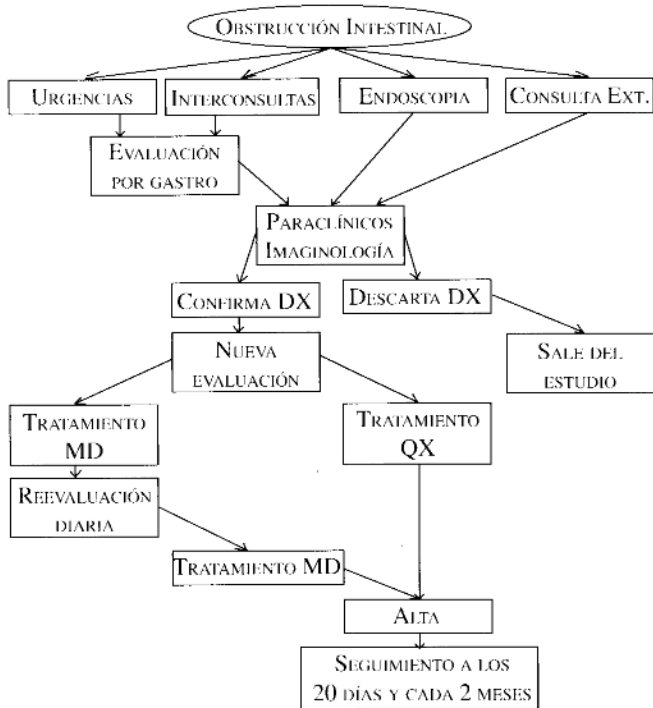 OBSTRUCCIÓN INTESTINAL
URGENCIAS
INTERCONSULTAS
ENDOSCOPIA
CONSULTA EXT.
EVALUACIÓN
POR GASTRO
PARACLÍNICOS
IMAGINOLOGÍA
CONFIRMA DX
DESCARTA DX
NUEVA
EVALUACIÓN
SALE DEL
ESTUDIO
TRATAMIENTO
MD
TRATAMIENTO
QX
REEVALUACIÓN
DIARIA
TRATAMIENTO MD
ALTA
SEGUIMIENTO A LOS
20 DÍAS Y CADA 2 MESES